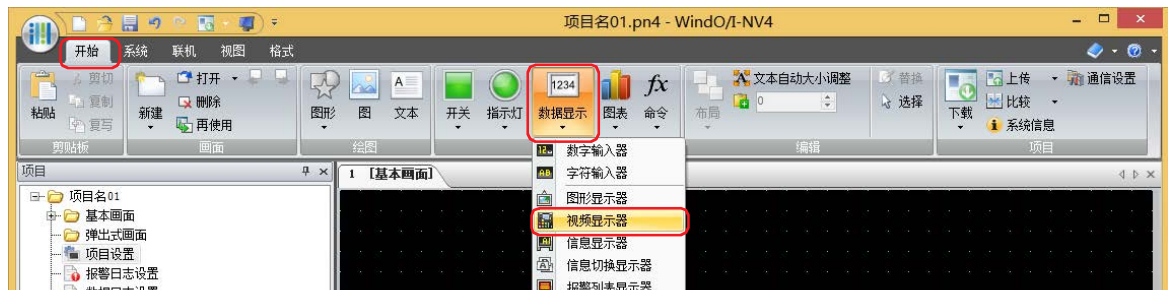 项目名01.pn4 - WindO/I-NV4
开始 系统 联机 视图 格式
粘贴 剪切 复制 复写 剪贴板
新建 打开 删除 再使用 画面
图形 图 文本 绘图
开关 指示灯 1234 数据显示 图表 fx 命令
布局 文本自动大小调整 0 替换 选择 编辑
下载 上传 比较 系统信息 通信设置 项目
项目
项目名01
基本画面
弹出式画面
项目设置
报警日志设置
1 [基本画面]
数字输入器
字符输入器
图形显示器
视频显示器
信息显示器
信息切换显示器
报警列表显示器